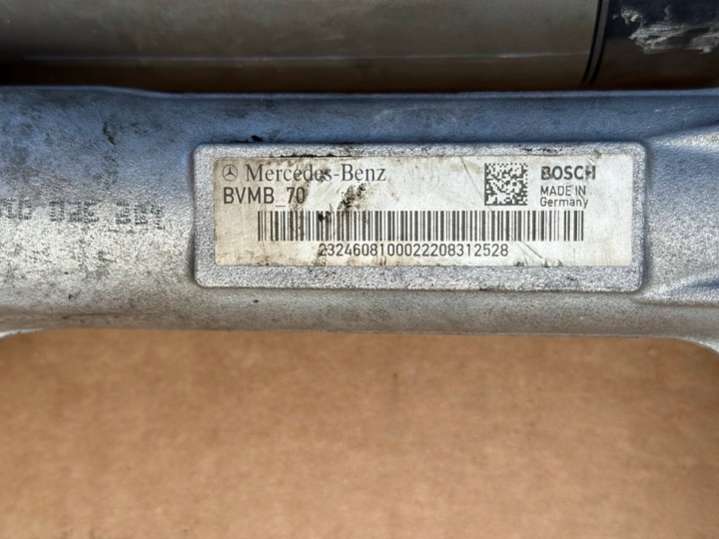 Mercedes-Benz
BVMB_70
BOSCH
MADE IN
Germany
2324608100022208312528